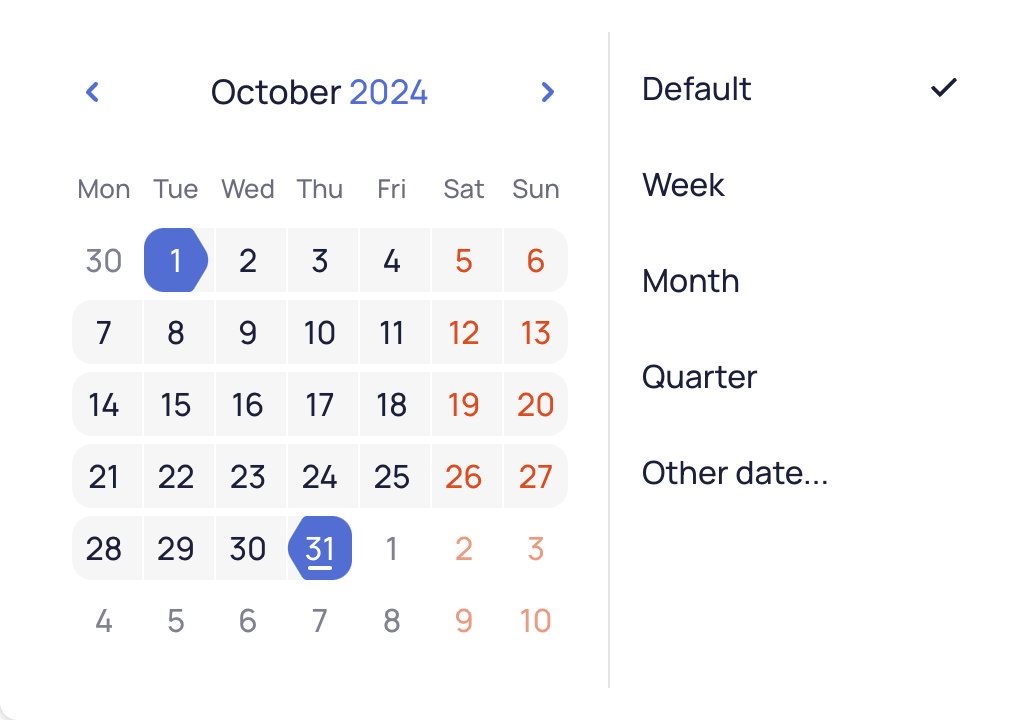 October 2024
Mon Tue Wed Thu Fri Sat Sun
30 1 2 3 4 5 6
7 8 9 10 11 12 13
14 15 16 17 18 19 20
21 22 23 24 25 26 27
28 29 30 31 1 2 3
4 5 6 7 8 9 10
Default
Week
Month
Quarter
Other date...